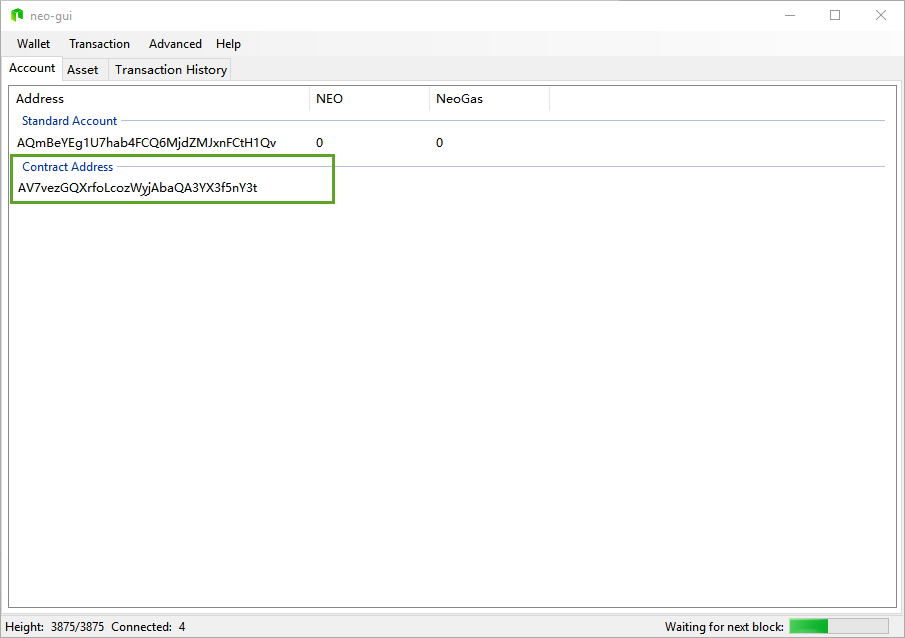 neo-gui
Wallet Transaction Advanced Help
Account Asset Transaction History
Address NEO NeoGas
Standard Account
AQmBeYEg1U7hab4FCQ6MjdZMJxnFCtH1Qv 0 0
Contract Address
AV7vezGQXrfoLcozWyjAbaQA3YX3f5nY3t
Height: 3875/3875 Connected: 4 Waiting for next block: